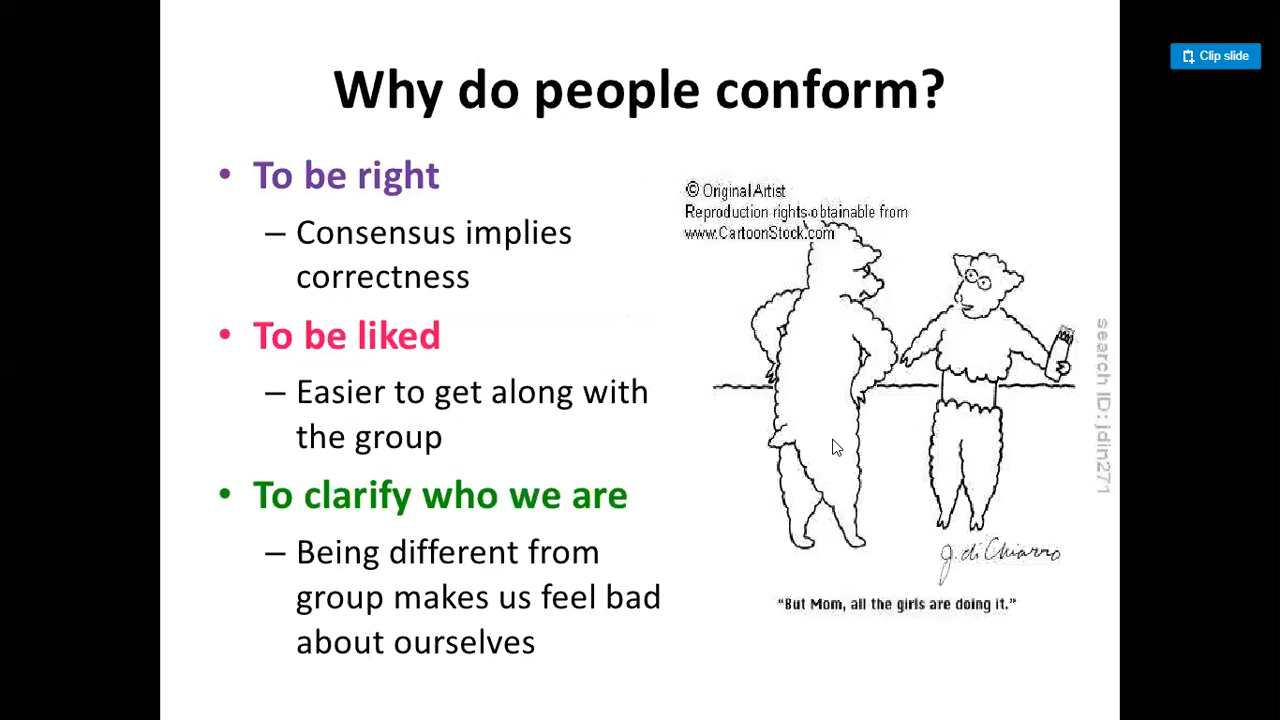 Clip slide
Why do people conform?
• To be right
– Consensus implies
correctness
• To be liked
– Easier to get along with
the group
• To clarify who we are
– Being different from
group makes us feel bad
about ourselves
© Original Artist
Reproduction rights obtainable from
www.CartoonStock.com
search ID: jdin271
J. di Chiarro
"But Mom, all the girls are doing it."